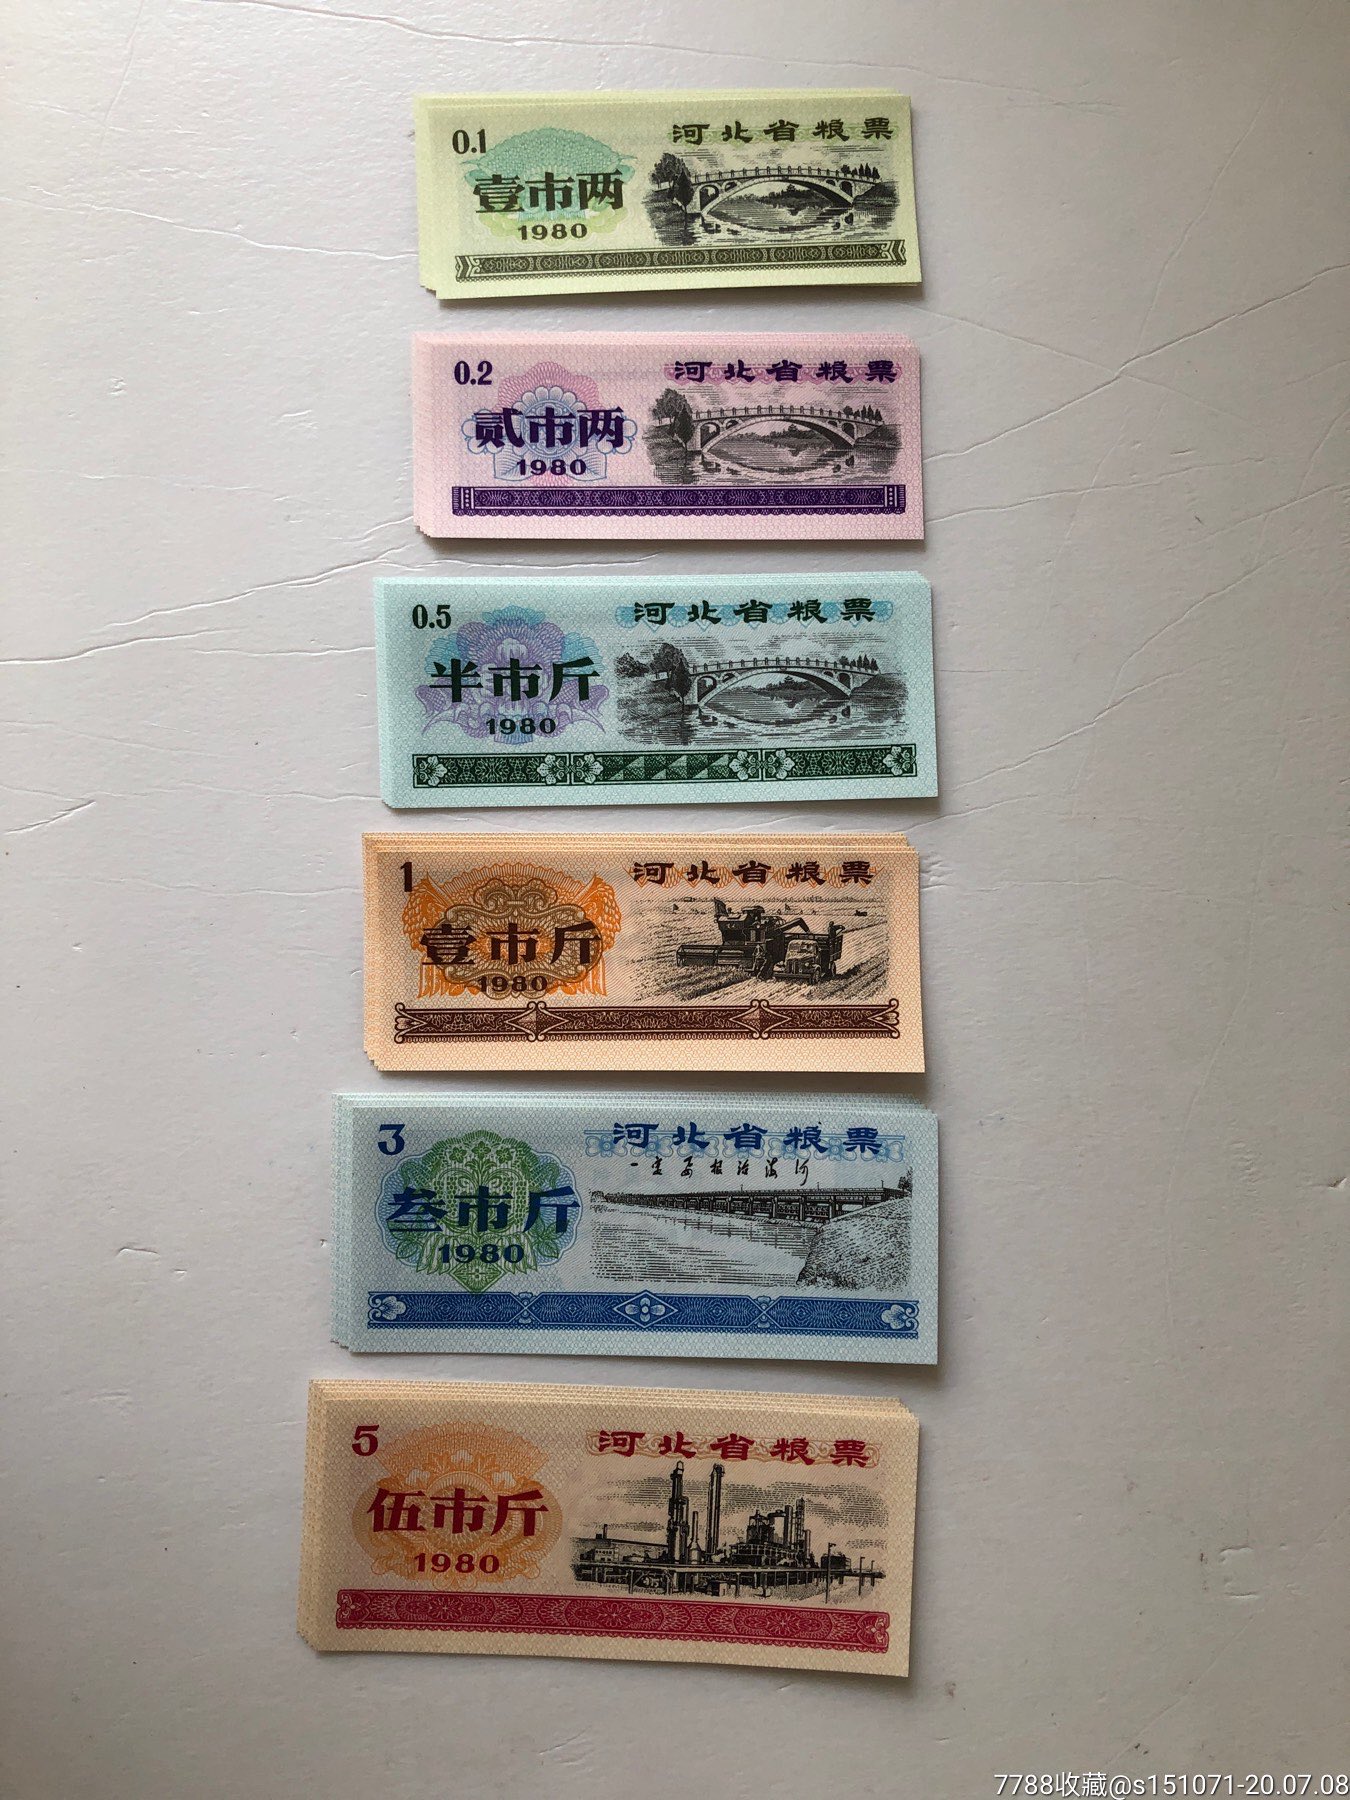 0.1
河北省粮票
壹市两
1980
0.2
河北省粮票
贰市两
1980
0.5
河北省粮票
半市斤
1980
1
河北省粮票
壹市斤
1980
3
河北省粮票
一定要根治海河
叁市斤
1980
5
河北省粮票
伍市斤
1980
7788收藏@s151071-20.07.08